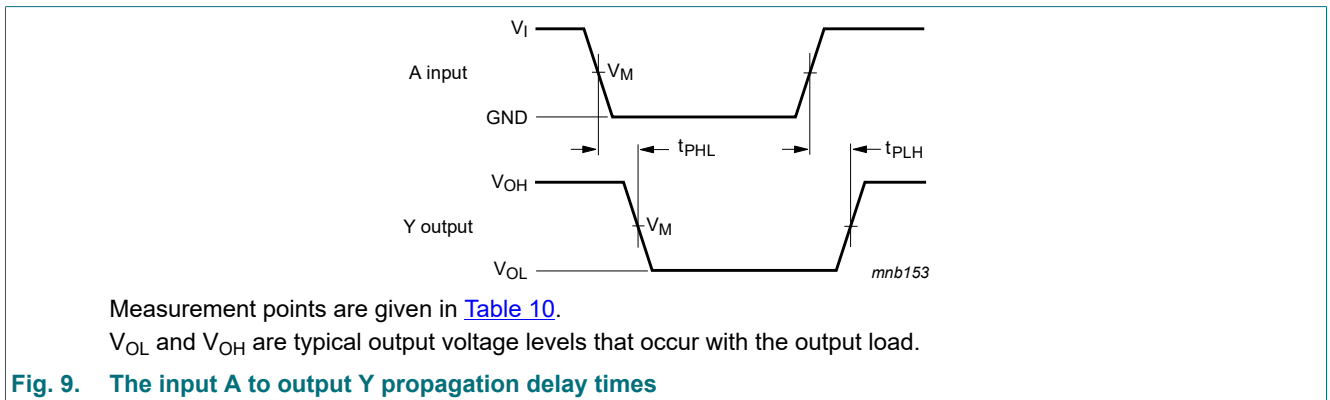 VI
A input
VM
GND
tPHL
tPLH
VOH
Y output
VM
VOL
mnb153
Measurement points are given in Table 10.
VOL and VOH are typical output voltage levels that occur with the output load.
Fig. 9. The input A to output Y propagation delay times